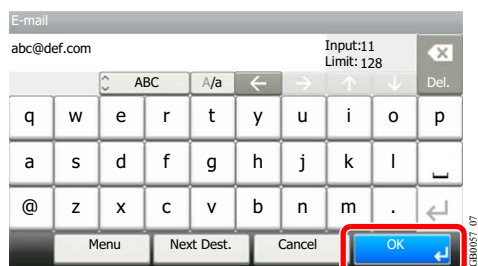 E-mail
abc@def.com Input:11
Limit: 128
ABC A/a ← → ↑ ↓ Del.
q w e r t y u i o p
a s d f g h j k l _
@ z x c v b n m .
Menu Next Dest. Cancel OK
GB0057_07